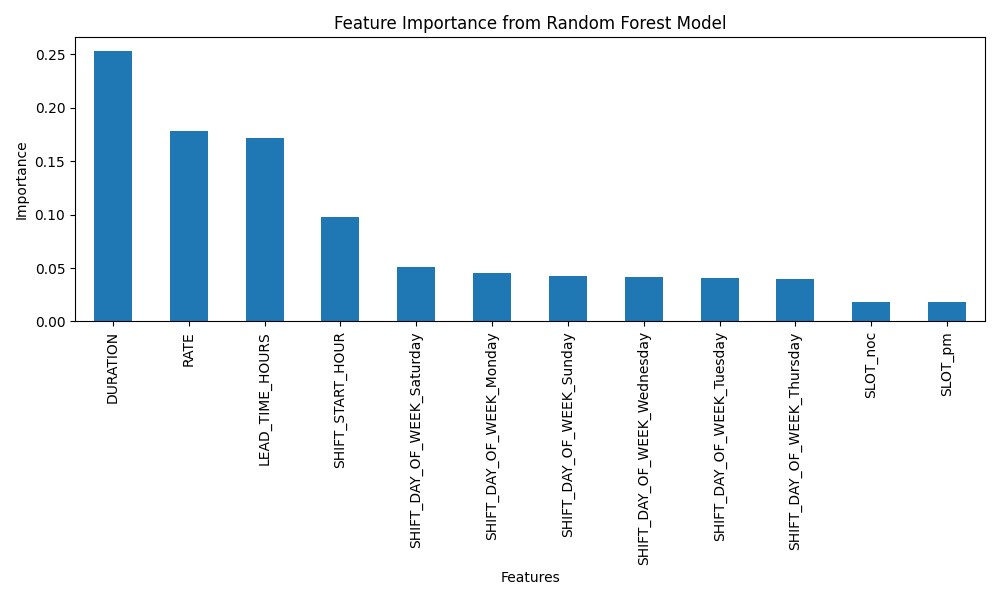 Feature Importance from Random Forest Model
Importance
0.25
0.20
0.15
0.10
0.05
0.00
DURATION
RATE
LEAD_TIME_HOURS
SHIFT_START_HOUR
SHIFT_DAY_OF_WEEK_Saturday
SHIFT_DAY_OF_WEEK_Monday
SHIFT_DAY_OF_WEEK_Sunday
SHIFT_DAY_OF_WEEK_Wednesday
SHIFT_DAY_OF_WEEK_Tuesday
SHIFT_DAY_OF_WEEK_Thursday
SLOT_noc
SLOT_pm
Features